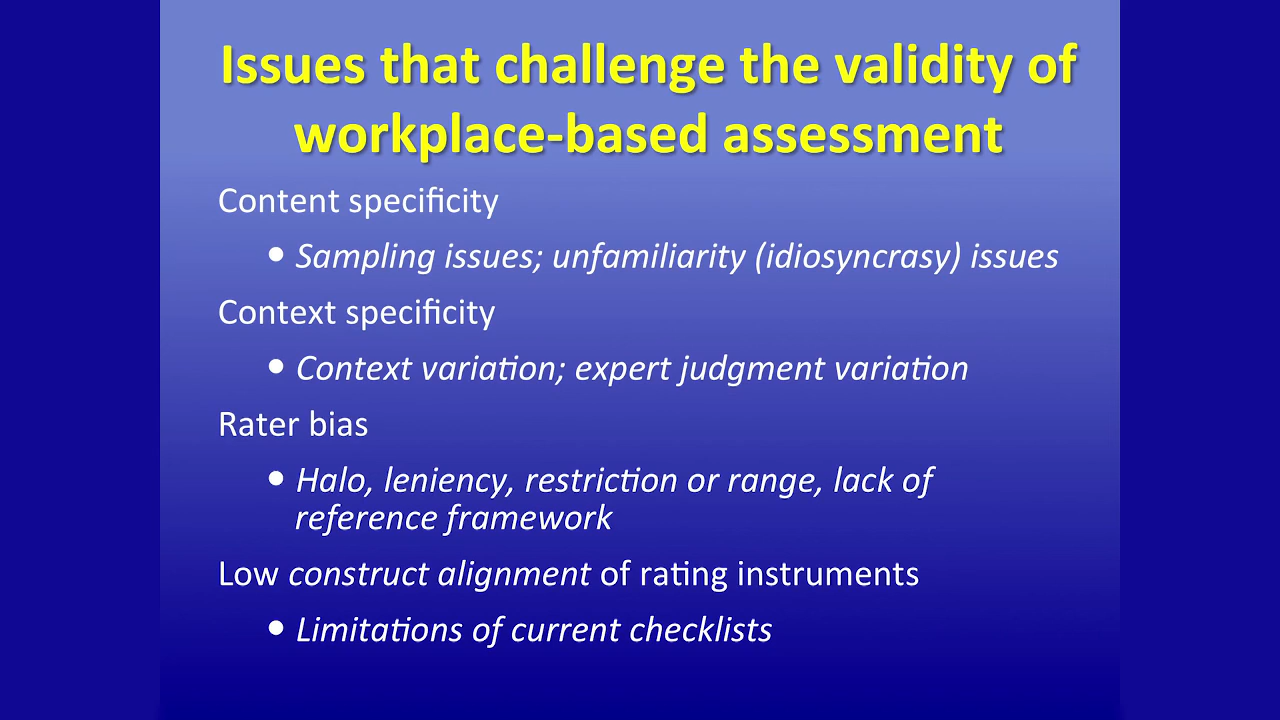 Issues that challenge the validity of
workplace-based assessment
Content specificity
• Sampling issues; unfamiliarity (idiosyncrasy) issues
Context specificity
• Context variation; expert judgment variation
Rater bias
• Halo, leniency, restriction or range, lack of
reference framework
Low construct alignment of rating instruments
• Limitations of current checklists